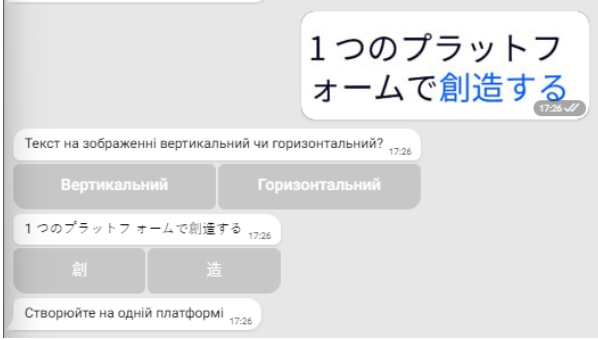 1 つのプラットフ
ォームで創造する
17:26
Текст на зображенні вертикальний чи горизонтальний? 17:26
Вертикальний Горизонтальний
1 つのプラットフ ォームで創造する 17:26
創 造
Створюйте на одній платформі 17:26